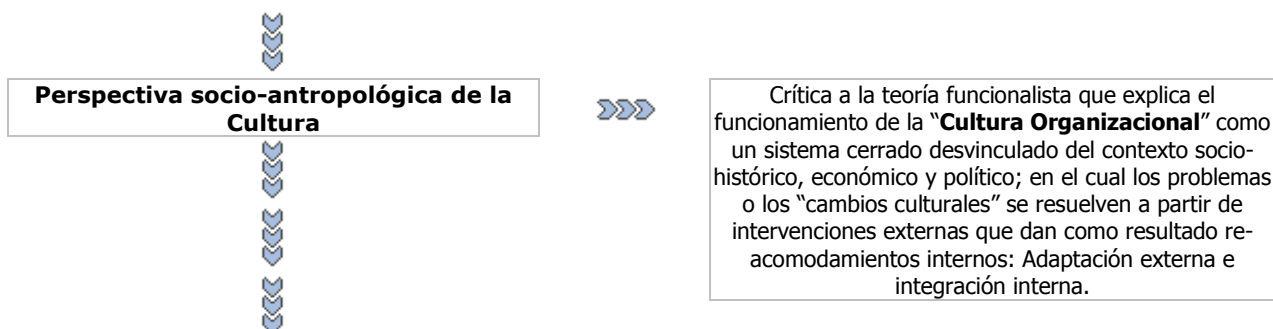 Perspectiva socio-antropológica de la
Cultura
Crítica a la teoría funcionalista que explica el
funcionamiento de la “Cultura Organizacional” como
un sistema cerrado desvinculado del contexto socio-
histórico, económico y político; en el cual los problemas
o los “cambios culturales” se resuelven a partir de
intervenciones externas que dan como resultado re-
acomodamientos internos: Adaptación externa e
integración interna.